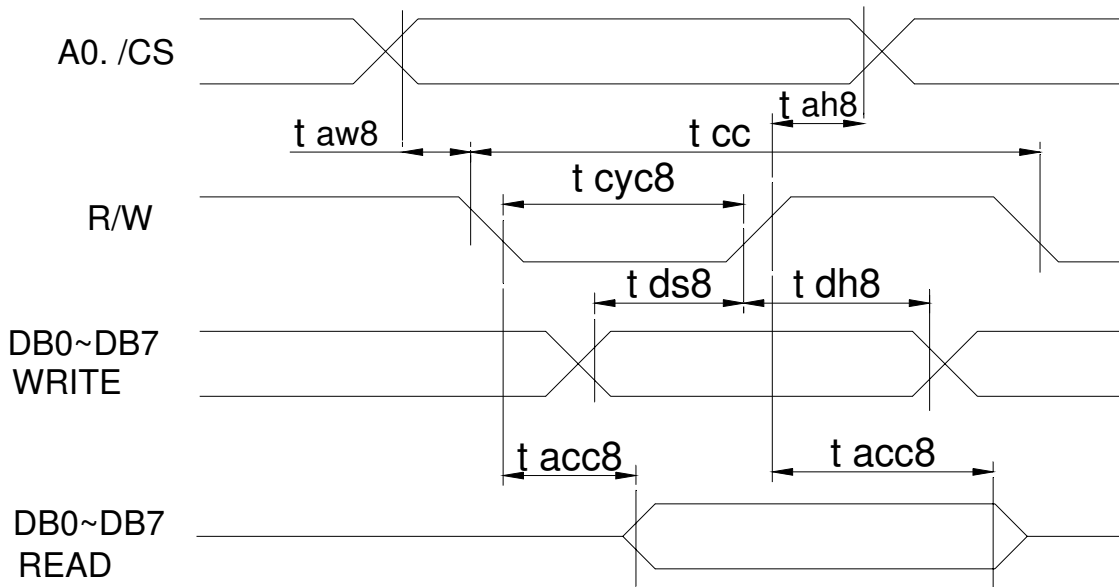 A0. /CS
t ah8
t aw8
t cc
t cyc8
R/W
t ds8
t dh8
DB0~DB7
WRITE
t acc8
t acc8
DB0~DB7
READ